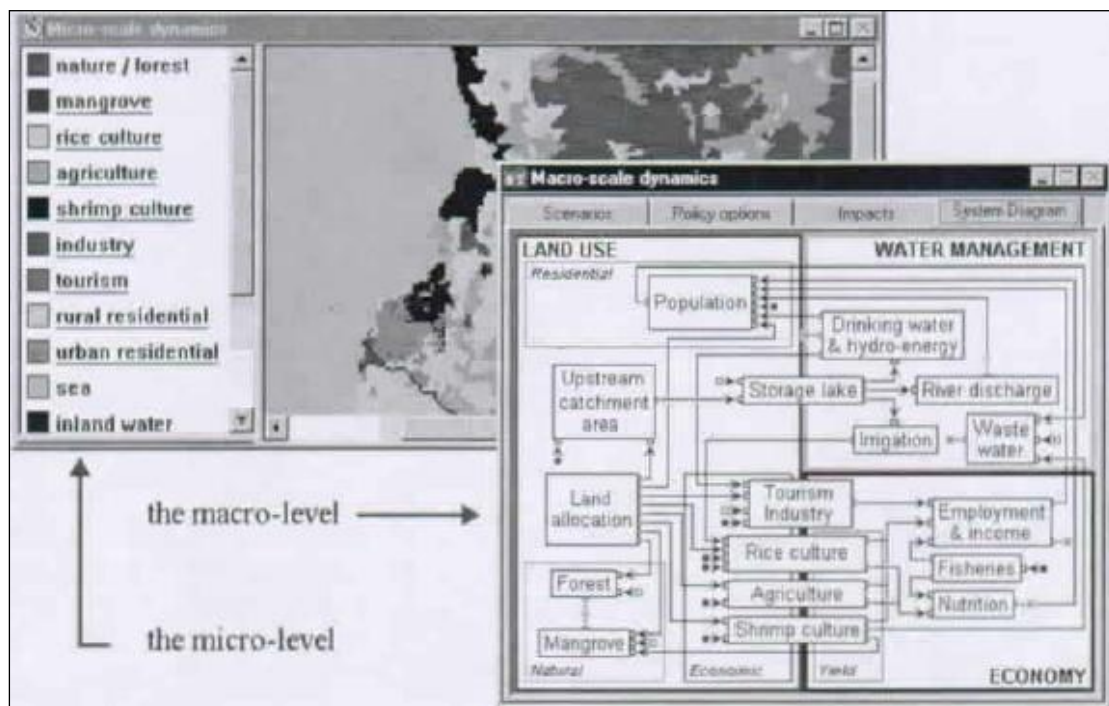 Micro-scale dynamics
nature / forest
mangrove
rice culture
agriculture
shrimp culture
industry
tourism
rural residential
urban residential
sea
inland water
Macro-scale dynamics
Scenarios
Policy options
Impacts
System Diagram
LAND USE
WATER MANAGEMENT
Residential
Population
Drinking water
& hydro-energy
Upstream
catchment
area
Storage lake
River discharge
Irrigation
Waste
water
Land
allocation
Tourism
Industry
Employment
& income
Rice culture
Forest
Fisheries
Agriculture
Nutrition
Shrimp culture
Mangrove
Natural
Economic
Yield
ECONOMY
the macro-level
the micro-level